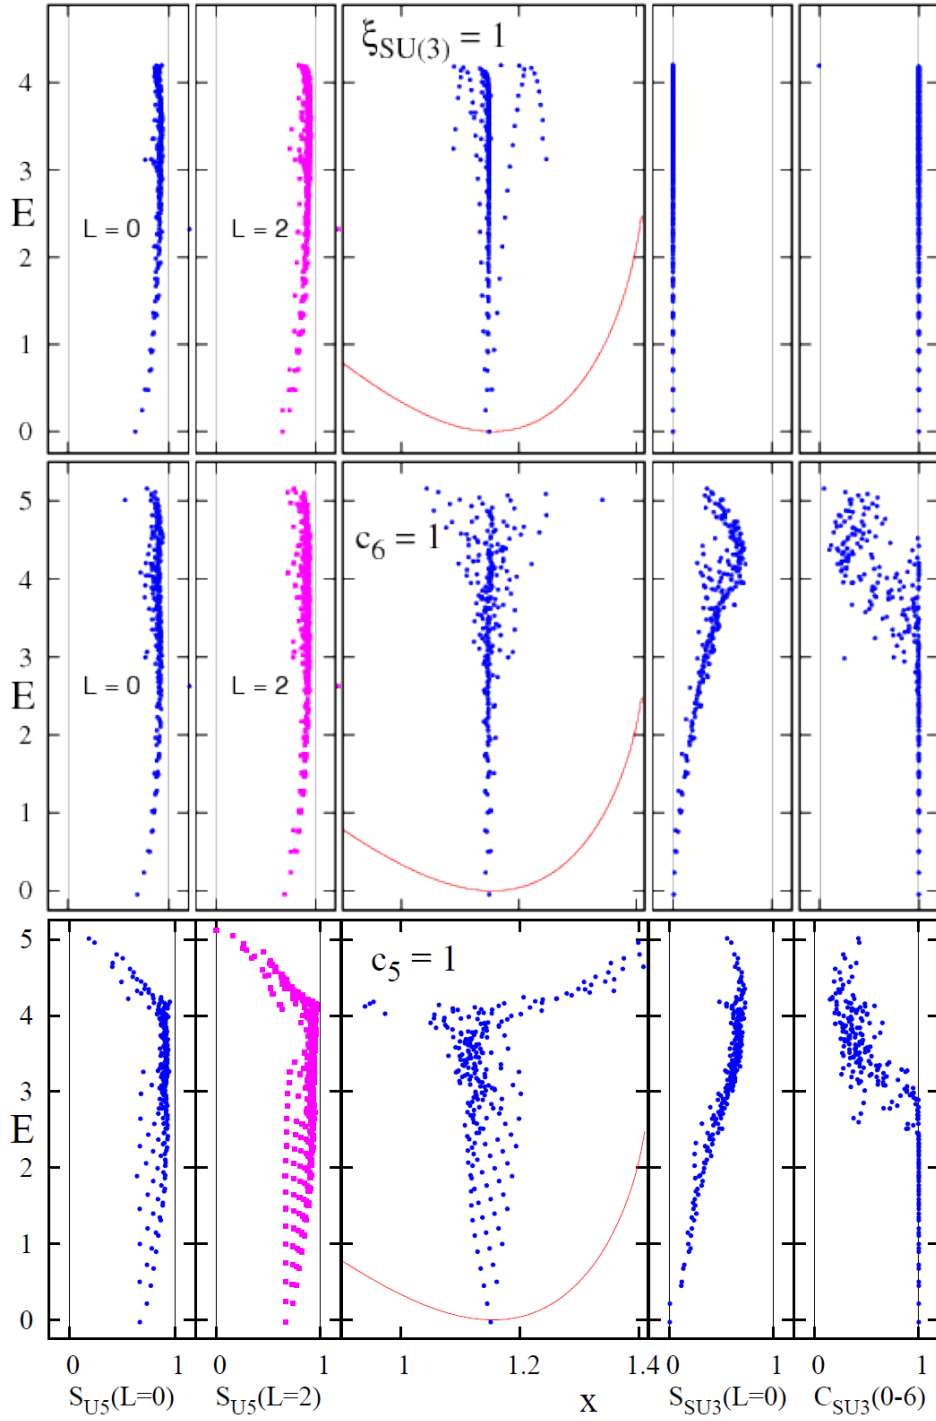 ξSU(3) = 1
4
3
E
2
L = 0
L = 2
1
0
5
c6 = 1
4
3
E
L = 0
L = 2
2
1
0
5
c5 = 1
4
3
E
2
1
0
0 1 0 1 1 1.2 1.4 0 1 0 1
SU5(L=0) SU5(L=2) x SSU3(L=0) CSU3(0-6)